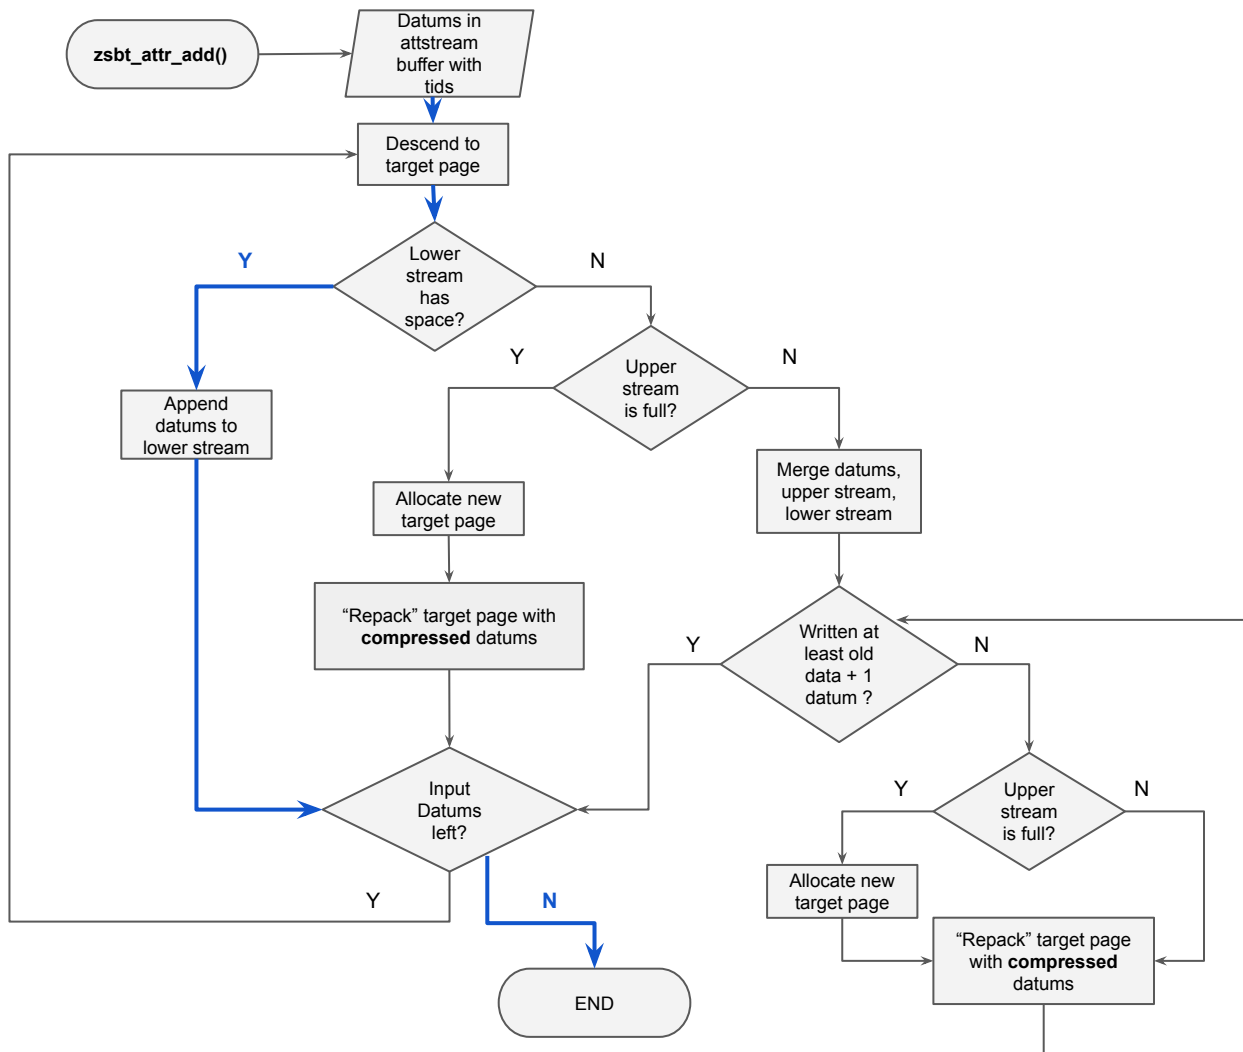 zsbt_attr_add()
Datums in
attstream
buffer with
tids
Descend to
target page
Lower
stream
has
space?
Y
N
Append
datums to
lower stream
Upper
stream
is full?
Y
N
Allocate new
target page
“Repack” target page with
compressed datums
Merge datums,
upper stream,
lower stream
Written at
least old
data + 1
datum ?
Y
N
Input
Datums
left?
Y
N
END
Upper
stream
is full?
Y
N
Allocate new
target page
“Repack” target page
with compressed
datums